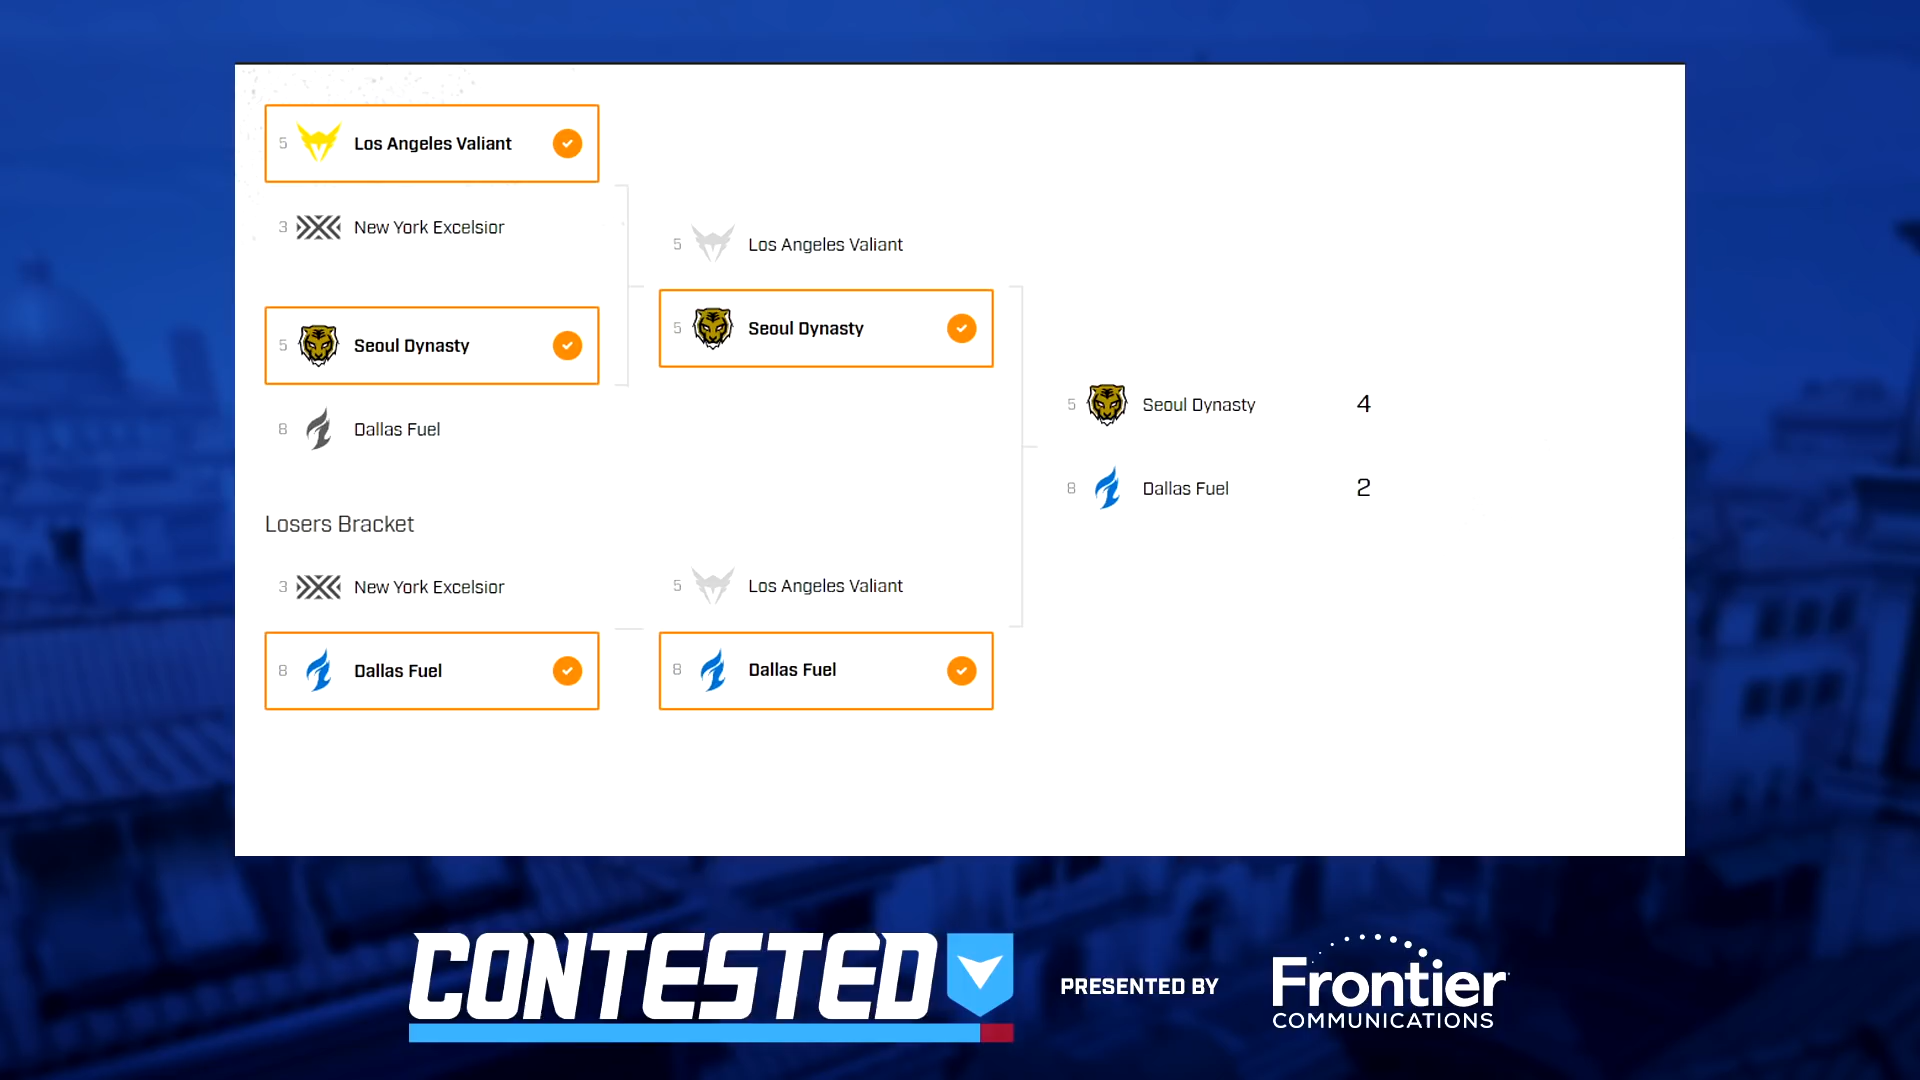 5 Los Angeles Valiant
3 New York Excelsior
5 Seoul Dynasty
8 Dallas Fuel
5 Los Angeles Valiant
5 Seoul Dynasty
5 Seoul Dynasty 4
8 Dallas Fuel 2
Losers Bracket
3 New York Excelsior
8 Dallas Fuel
5 Los Angeles Valiant
8 Dallas Fuel
CONTESTED
PRESENTED BY
Frontier
COMMUNICATIONS